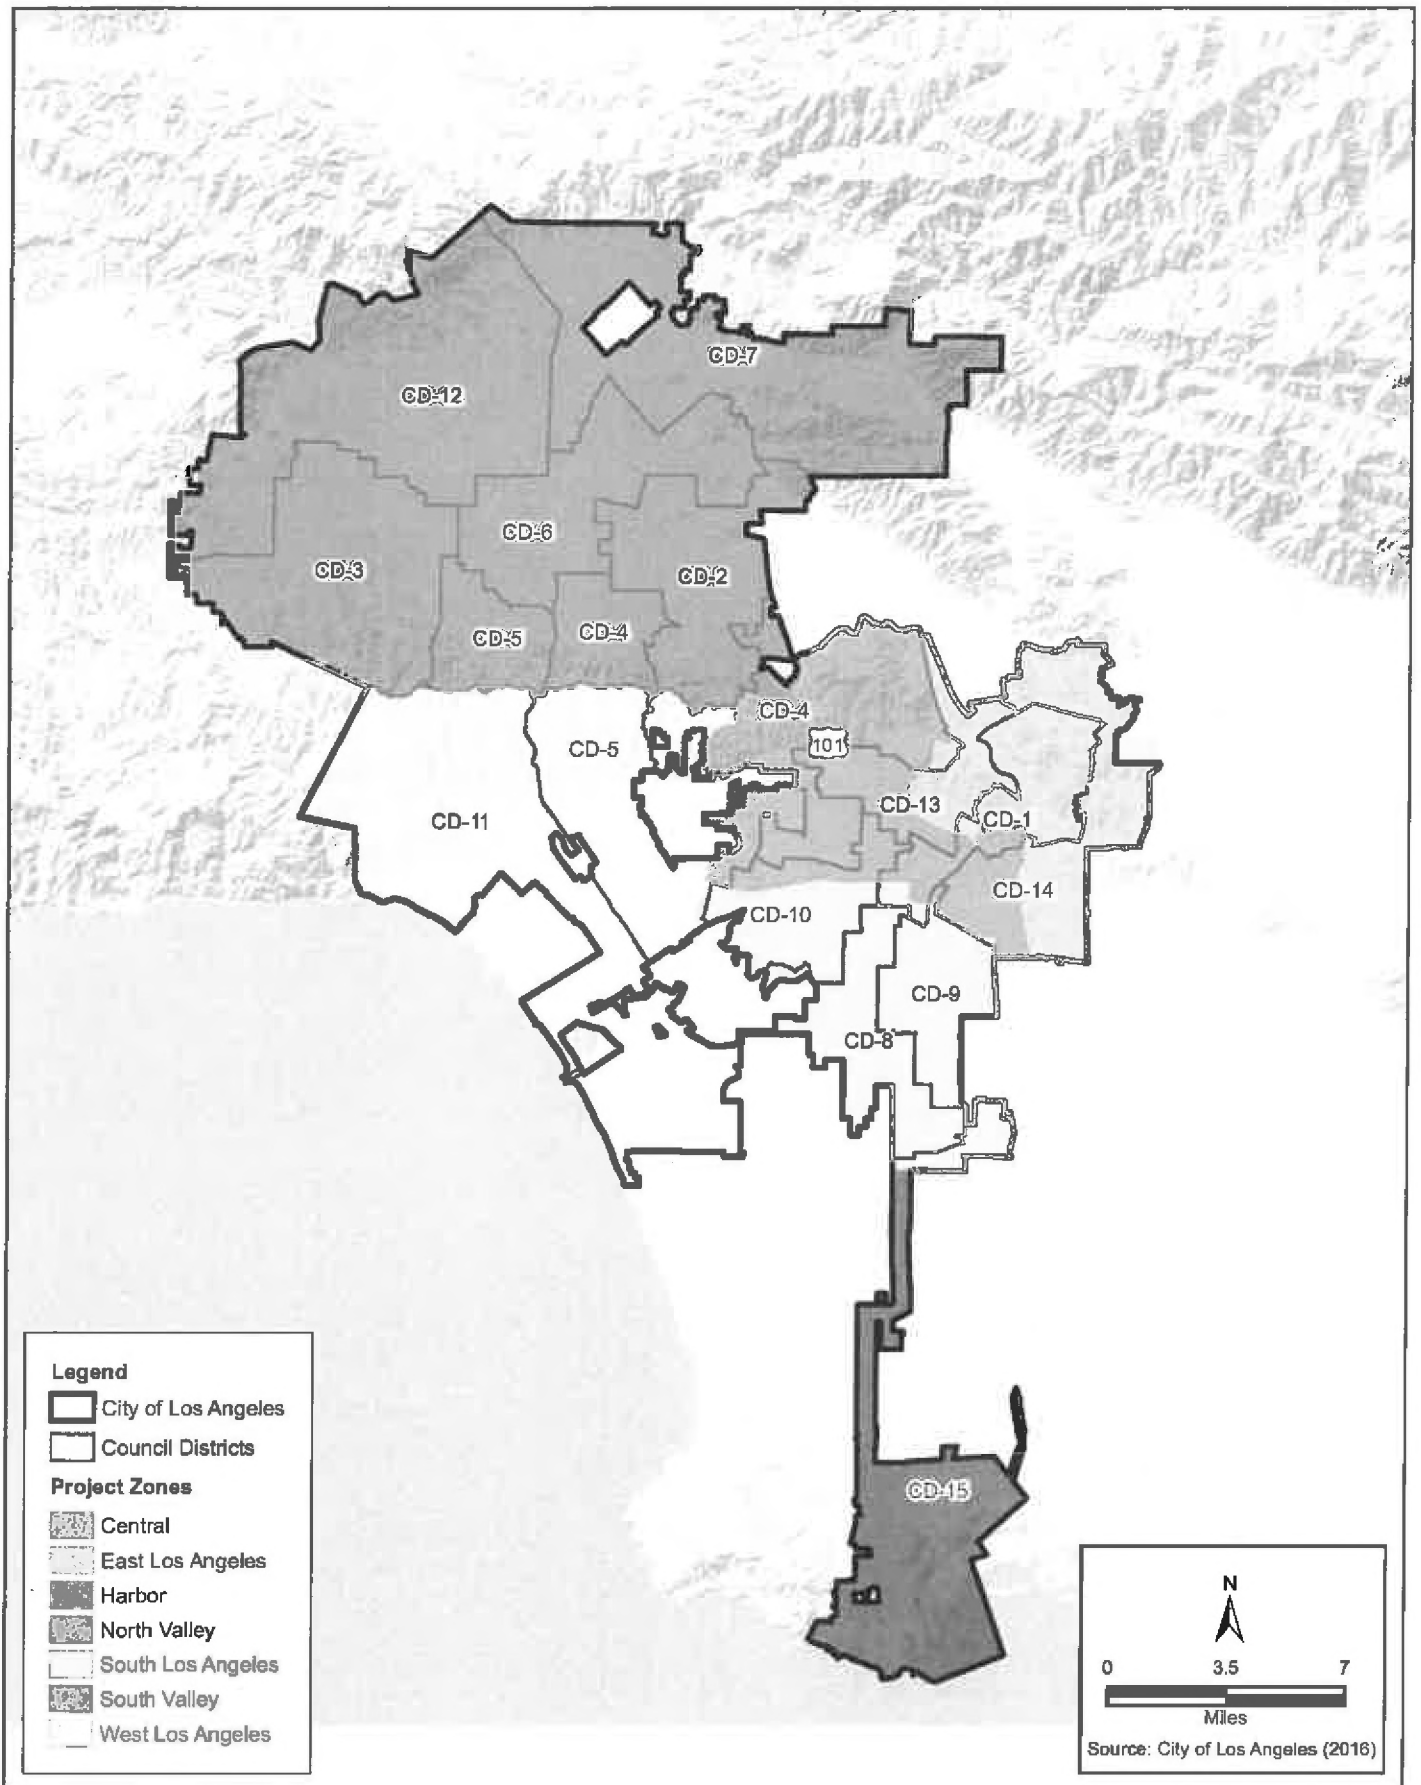 CD-7
CD-12
CD-6
CD-3
CD-2
CD-5
CD-4
CD-4
101
CD-5
CD-13
CD-1
CD-11
CD-14
CD-10
CD-9
CD-8
CD-15
Legend
City of Los Angeles
Council Districts
Project Zones
Central
East Los Angeles
Harbor
North Valley
South Los Angeles
South Valley
West Los Angeles
N
0 3.5 7
Miles
Source: City of Los Angeles (2016)